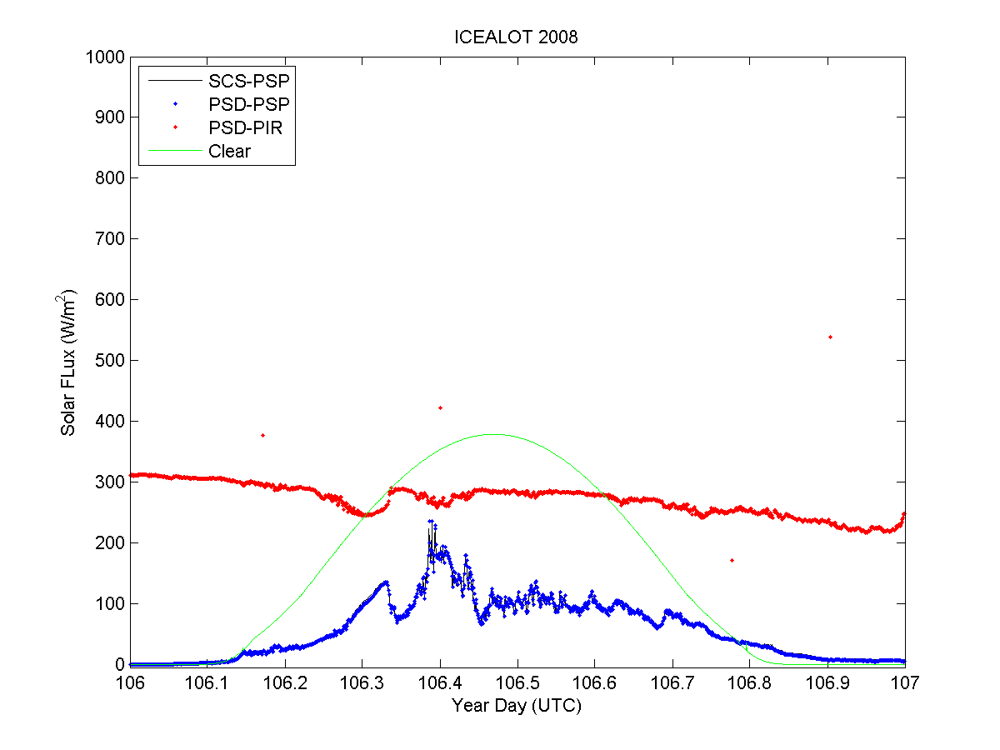 ICEALOT 2008
1000
900
800
700
600
500
400
300
200
100
0
SCS-PSP
PSD-PSP
PSD-PIR
Clear
Solar FLux (W/m²)
106 106.1 106.2 106.3 106.4 106.5 106.6 106.7 106.8 106.9 107
Year Day (UTC)